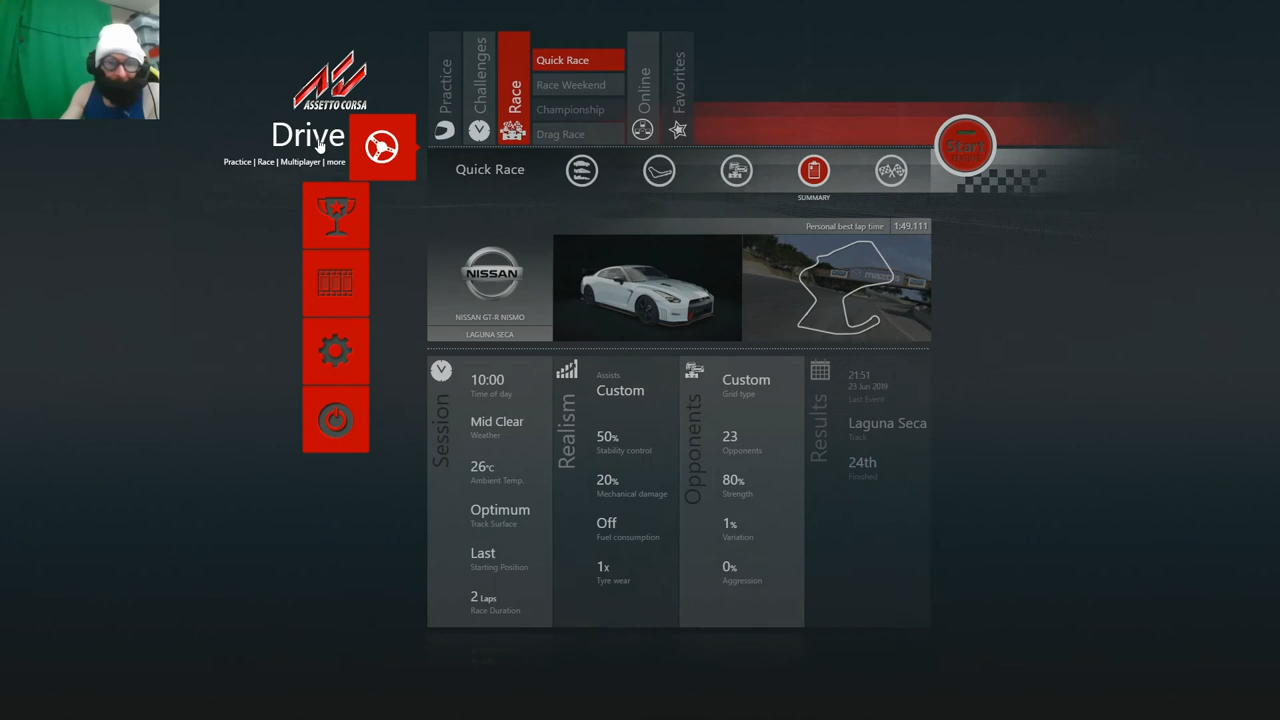 ASSETTO CORSA
Drive
Practice | Race | Multiplayer | more
Practice
Challenges
Race
Quick Race
Race Weekend
Championship
Drag Race
Online
Favorites
Start
Quick Race
SUMMARY
Personal best lap time
1:49.111
NISSAN
NISSAN GT-R NISMO
LAGUNA SECA
mazda
Session
10:00
Time of day
Mid Clear
Weather
26°C
Ambient Temp.
Optimum
Track Surface
Last
Starting Position
2 Laps
Race Duration
Realism
Assists
Custom
50%
Stability control
20%
Mechanical damage
Off
Fuel consumption
1x
Tyre wear
Opponents
Custom
Grid type
23
Opponents
80%
Strength
1%
Variation
0%
Aggression
Results
21:51
23 Jun 2019
Last Event
Laguna Seca
Track
24th
Finished